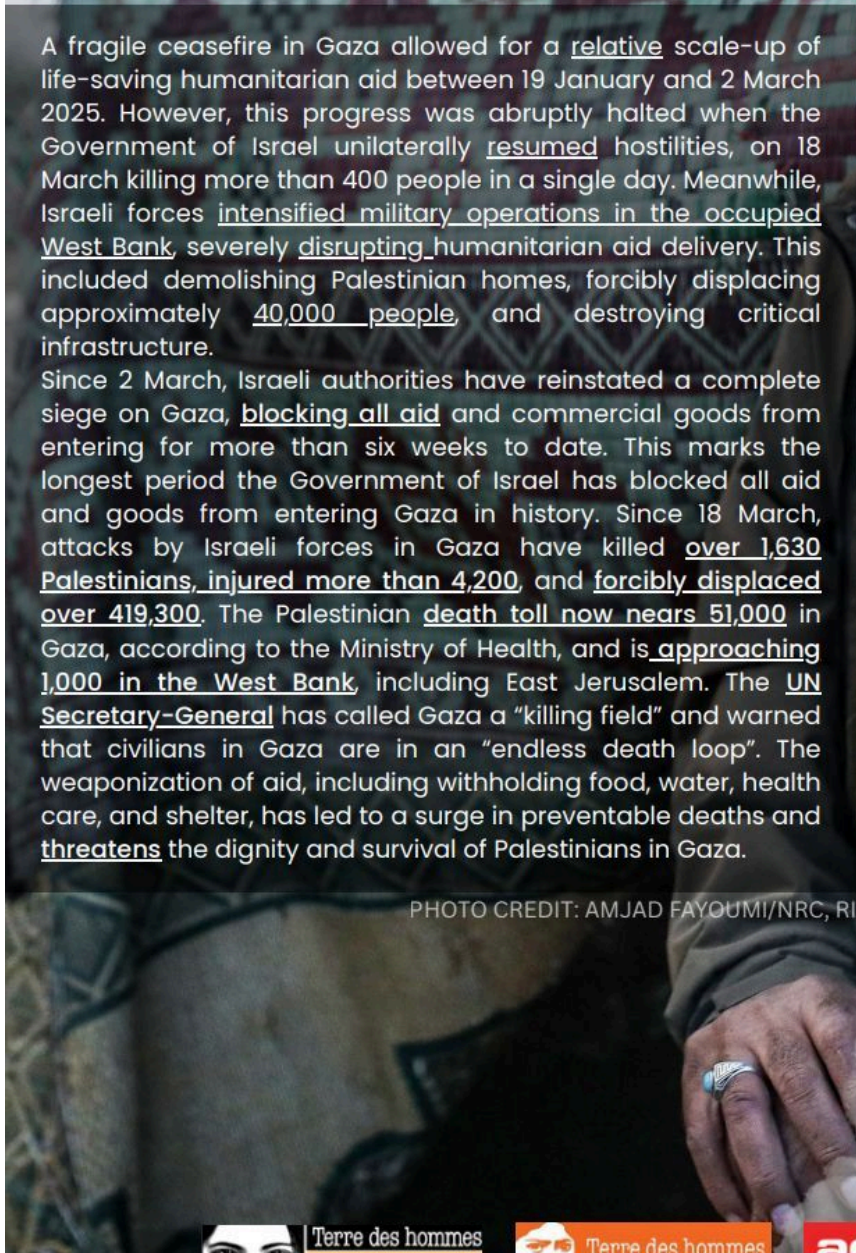 A fragile ceasefire in Gaza allowed for a relative scale-up of
life-saving humanitarian aid between 19 January and 2 March
2025. However, this progress was abruptly halted when the
Government of Israel unilaterally resumed hostilities, on 18
March killing more than 400 people in a single day. Meanwhile,
Israeli forces intensified military operations in the occupied
West Bank, severely disrupting humanitarian aid delivery. This
included demolishing Palestinian homes, forcibly displacing
approximately 40,000 people, and destroying critical
infrastructure.
Since 2 March, Israeli authorities have reinstated a complete
siege on Gaza, blocking all aid and commercial goods from
entering for more than six weeks to date. This marks the
longest period the Government of Israel has blocked all aid
and goods from entering Gaza in history. Since 18 March,
attacks by Israeli forces in Gaza have killed over 1,630
Palestinians, injured more than 4,200, and forcibly displaced
over 419,300. The Palestinian death toll now nears 51,000 in
Gaza, according to the Ministry of Health, and is approaching
1,000 in the West Bank, including East Jerusalem. The UN
Secretary-General has called Gaza a “killing field” and warned
that civilians in Gaza are in an “endless death loop”. The
weaponization of aid, including withholding food, water, health
care, and shelter, has led to a surge in preventable deaths and
threatens the dignity and survival of Palestinians in Gaza.
PHOTO CREDIT: AMJAD FAYOUMI/NRC,
Terre des hommes
Terre des hommes